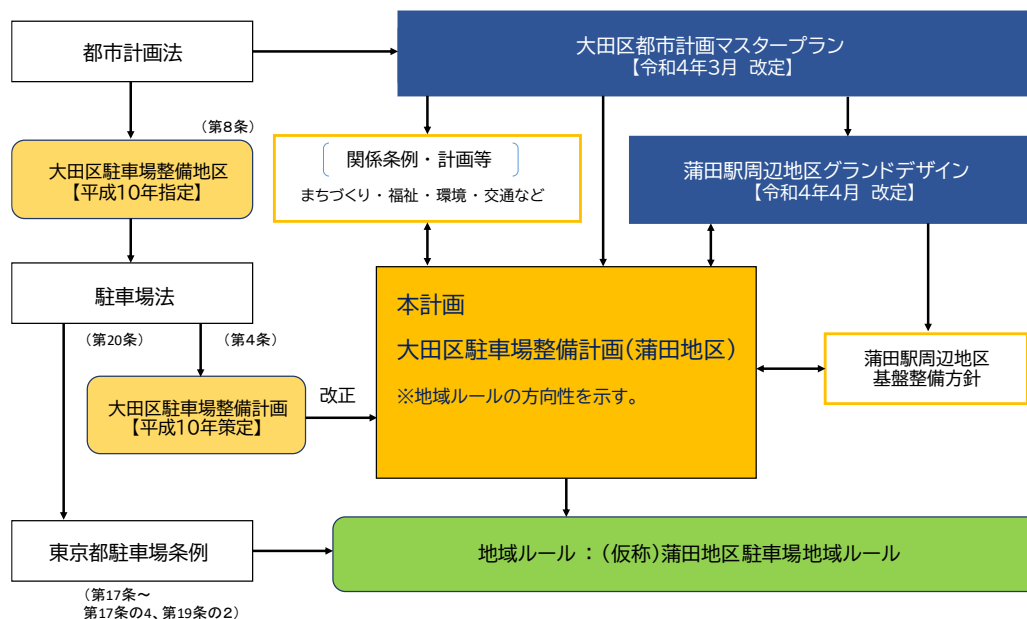 都市計画法
大田区都市計画マスタープラン
【令和4年3月 改定】
(第8条)
大田区駐車場整備地区
【平成10年指定】
関係条例・計画等
まちづくり・福祉・環境・交通など
蒲田駅周辺地区グランドデザイン
【令和4年4月 改定】
駐車場法
(第20条)
(第4条)
本計画
大田区駐車場整備計画(蒲田地区)
※地域ルールの方向性を示す。
蒲田駅周辺地区
基盤整備方針
大田区駐車場整備計画
【平成10年策定】
改正
東京都駐車場条例
地域ルール：(仮称)蒲田地区駐車場地域ルール
(第17条～
第17条の4、第19条の2)